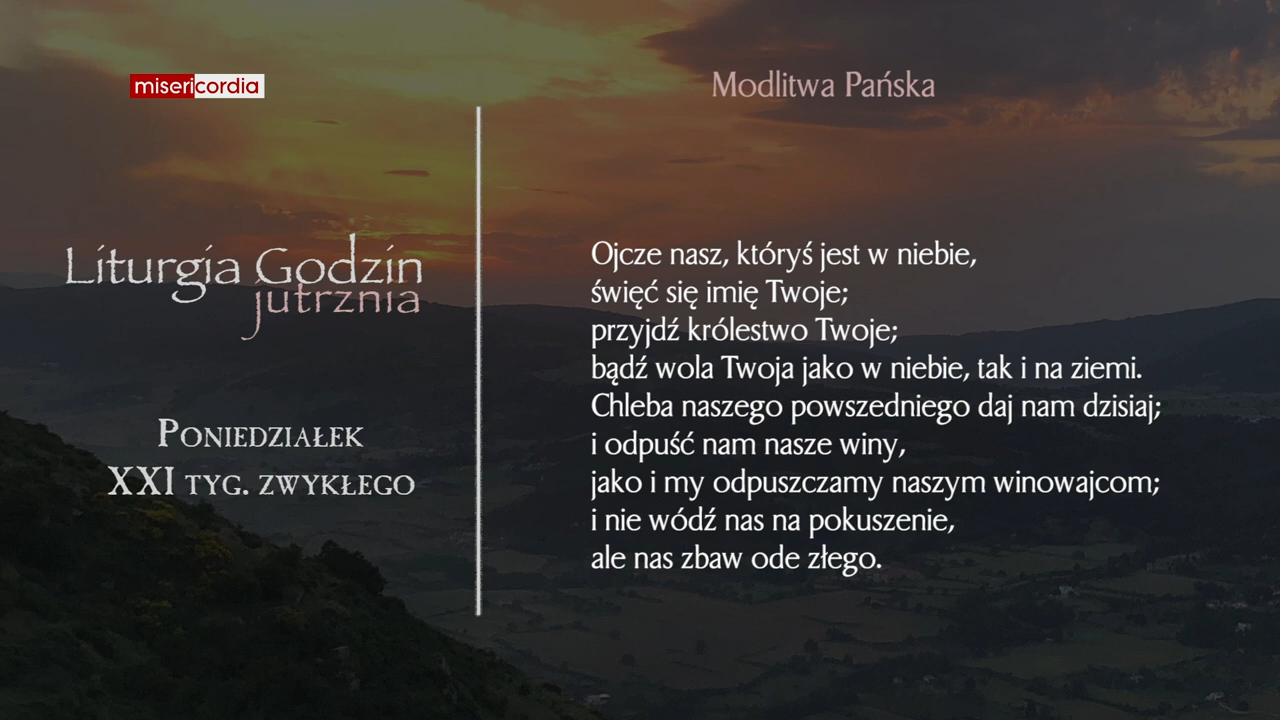 misericordia
Liturgia Godzin
jutrznia
Poniedziałek
XXI tyg. zwykłego
Modlitwa Pańska
Ojcze nasz, któryś jest w niebie,
święć się imię Twoje;
przyjdź królestwo Twoje;
bądź wola Twoja jako w niebie, tak i na ziemi.
Chleba naszego powszedniego daj nam dzisiaj;
i odpuść nam nasze winy,
jako i my odpuszczamy naszym winowajcom;
i nie wódź nas na pokuszenie,
ale nas zbaw ode złego.